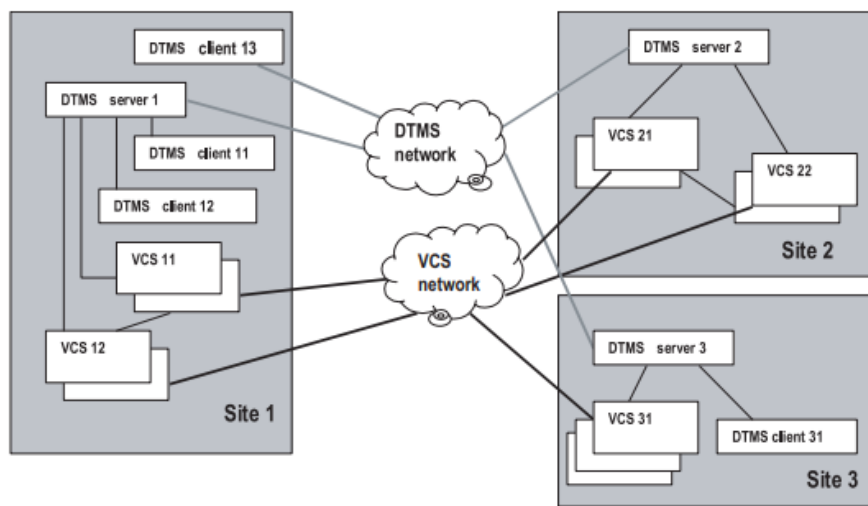 DTMS client 13
DTMS server 1
DTMS client 11
DTMS client 12
VCS 11
VCS 12
Site 1
DTMS
network
VCS
network
DTMS server 2
VCS 21
VCS 22
Site 2
DTMS server 3
VCS 31
DTMS client 31
Site 3